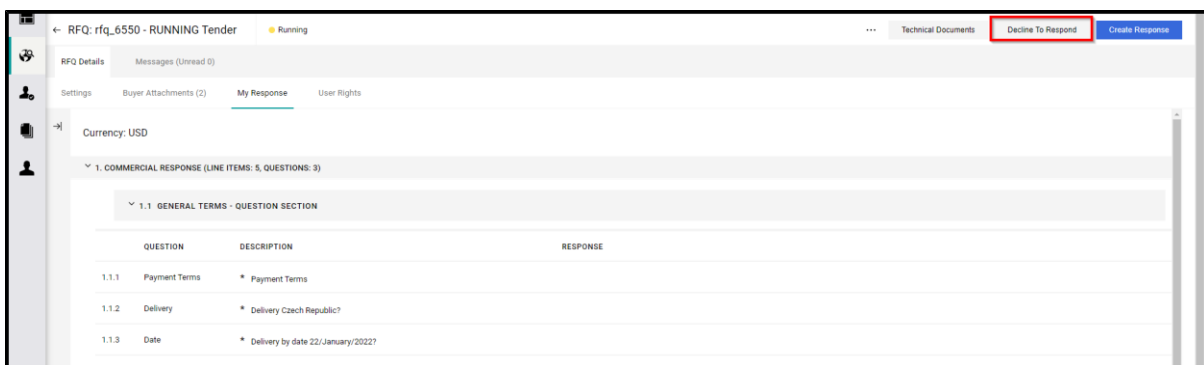 ← RFQ: rfq_6550 - RUNNING Tender Running ... Technical Documents Decline To Respond Create Response
RFQ Details Messages (Unread 0)
Settings Buyer Attachments (2) My Response User Rights
Currency: USD
1. COMMERCIAL RESPONSE (LINE ITEMS: 5, QUESTIONS: 3)
1.1 GENERAL TERMS - QUESTION SECTION
QUESTION DESCRIPTION RESPONSE
1.1.1 Payment Terms * Payment Terms
1.1.2 Delivery * Delivery Czech Republic?
1.1.3 Date * Delivery by date 22/January/2022?